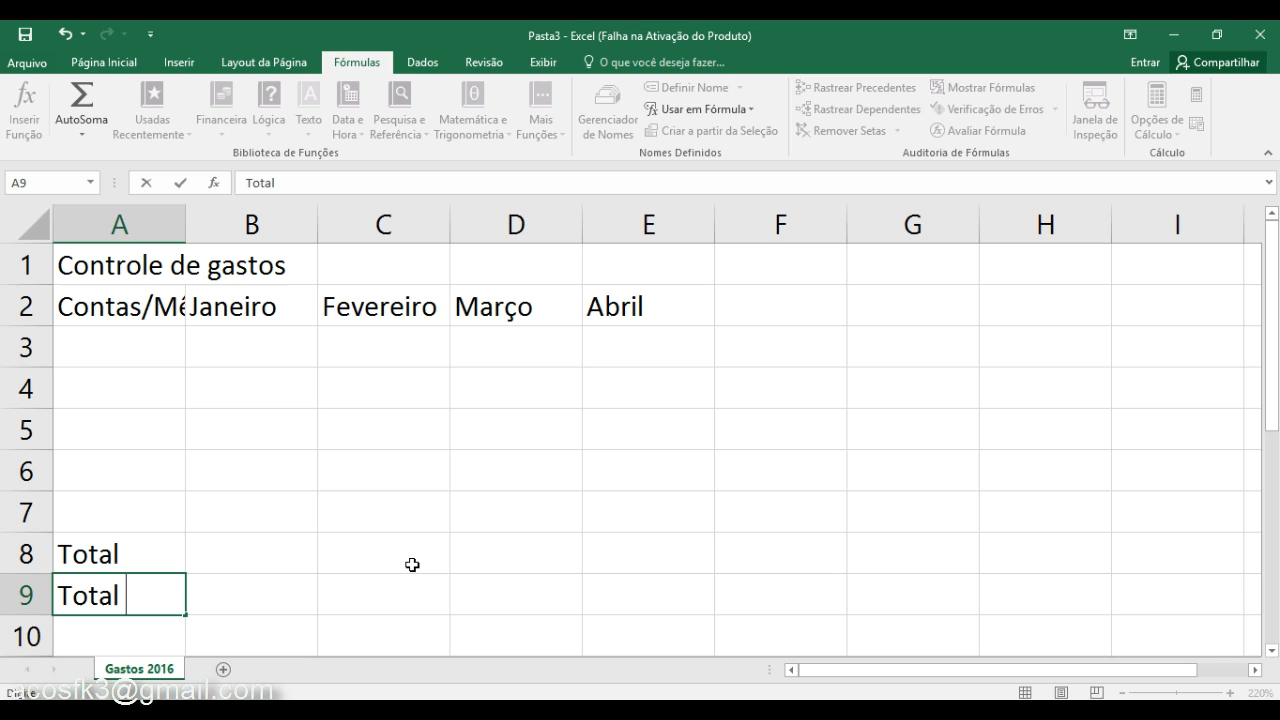 Pasta3 - Excel (Falha na Ativação do Produto)
Arquivo Página Inicial Inserir Layout da Página Fórmulas Dados Revisão Exibir O que você deseja fazer... Entrar Compartilhar
fx Inserir Função
Σ AutoSoma
Usadas Recentemente
Financeira
Lógica
Texto
Data e Hora
Pesquisa e Referência
Matemática e Trigonometria
Mais Funções
Biblioteca de Funções
Gerenciador de Nomes
Definir Nome
Usar em Fórmula
Criar a partir da Seleção
Nomes Definidos
Rastrear Precedentes
Rastrear Dependentes
Remover Setas
Mostrar Fórmulas
Verificação de Erros
Avaliar Fórmula
Auditoria de Fórmulas
Janela de Inspeção
Opções de Cálculo
Cálculo
A9 fx Total
A B C D E F G H I
1 Controle de gastos
2 Contas/Mê Janeiro Fevereiro Março Abril
3
4
5
6
7
8 Total
9 Total
10
Gastos 2016
220%